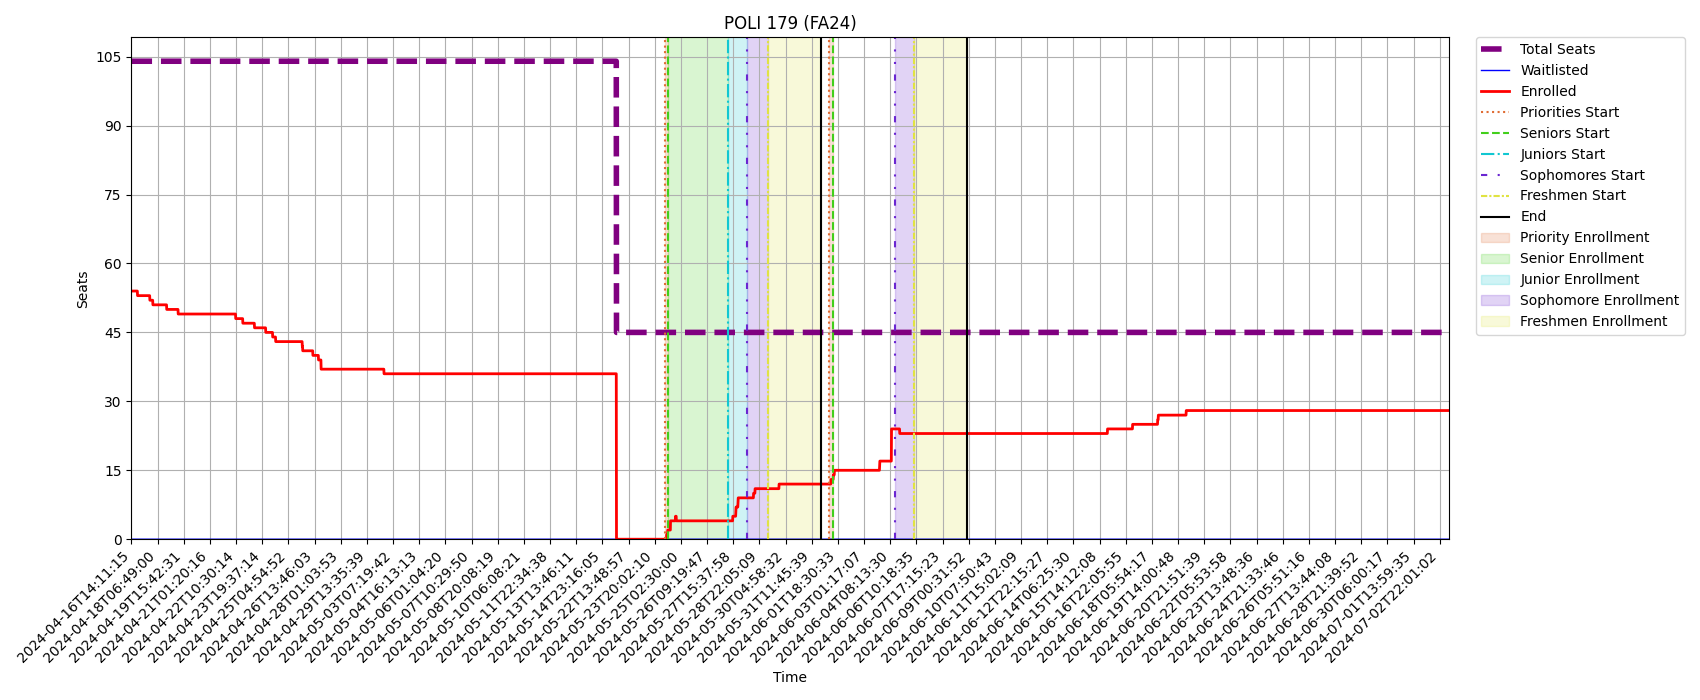 POLI 179 (FA24)
Seats
105
90
75
60
45
30
15
0
2024-04-16T14:11:15
2024-04-18T06:49:00
2024-04-19T15:42:31
2024-04-21T01:20:16
2024-04-22T10:30:14
2024-04-23T19:37:14
2024-04-25T04:54:52
2024-04-26T13:46:03
2024-04-28T01:03:53
2024-04-29T13:35:39
2024-05-03T07:19:42
2024-05-04T16:13:13
2024-05-06T01:04:20
2024-05-07T10:29:50
2024-05-08T20:08:19
2024-05-10T06:08:21
2024-05-11T22:34:38
2024-05-13T13:46:11
2024-05-14T23:16:05
2024-05-22T13:48:57
2024-05-23T20:02:10
2024-05-25T02:30:00
2024-05-26T09:19:47
2024-05-27T15:37:58
2024-05-28T22:05:09
2024-05-30T04:58:32
2024-05-31T11:45:39
2024-06-01T18:30:33
2024-06-03T01:17:07
2024-06-04T08:13:30
2024-06-06T10:18:35
2024-06-07T17:15:23
2024-06-09T00:31:52
2024-06-10T07:50:43
2024-06-11T15:02:09
2024-06-12T22:15:27
2024-06-14T06:25:30
2024-06-15T14:12:08
2024-06-16T22:05:55
2024-06-18T05:54:17
2024-06-19T14:00:48
2024-06-20T21:51:39
2024-06-22T05:53:58
2024-06-23T13:48:36
2024-06-24T21:33:46
2024-06-26T05:51:16
2024-06-27T13:44:08
2024-06-28T21:39:52
2024-06-30T06:00:17
2024-07-01T13:59:35
2024-07-02T22:01:02
Time
Total Seats
Waitlisted
Enrolled
Priorities Start
Seniors Start
Juniors Start
Sophomores Start
Freshmen Start
End
Priority Enrollment
Senior Enrollment
Junior Enrollment
Sophomore Enrollment
Freshmen Enrollment